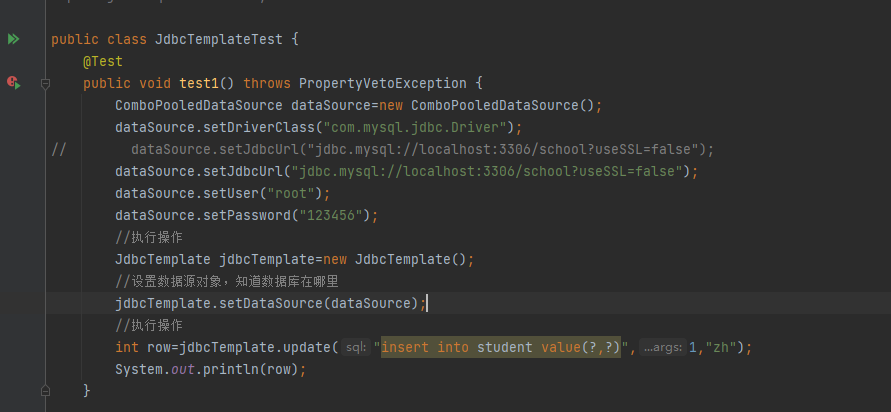 public class JdbcTemplateTest {
@Test
public void test1() throws PropertyVetoException {
ComboPooledDataSource dataSource=new ComboPooledDataSource();
dataSource.setDriverClass("com.mysql.jdbc.Driver");
// dataSource.setJdbcUrl("jdbc.mysql://localhost:3306/school?useSSL=false");
dataSource.setJdbcUrl("jdbc.mysql://localhost:3306/school?useSSL=false");
dataSource.setUser("root");
dataSource.setPassword("123456");
//执行操作
JdbcTemplate jdbcTemplate=new JdbcTemplate();
//设置数据源对象，知道数据库在哪里
jdbcTemplate.setDataSource(dataSource);
//执行操作
int row=jdbcTemplate.update( sql: "insert into student value(?,?)", ...args: 1,"zh");
System.out.println(row);
}